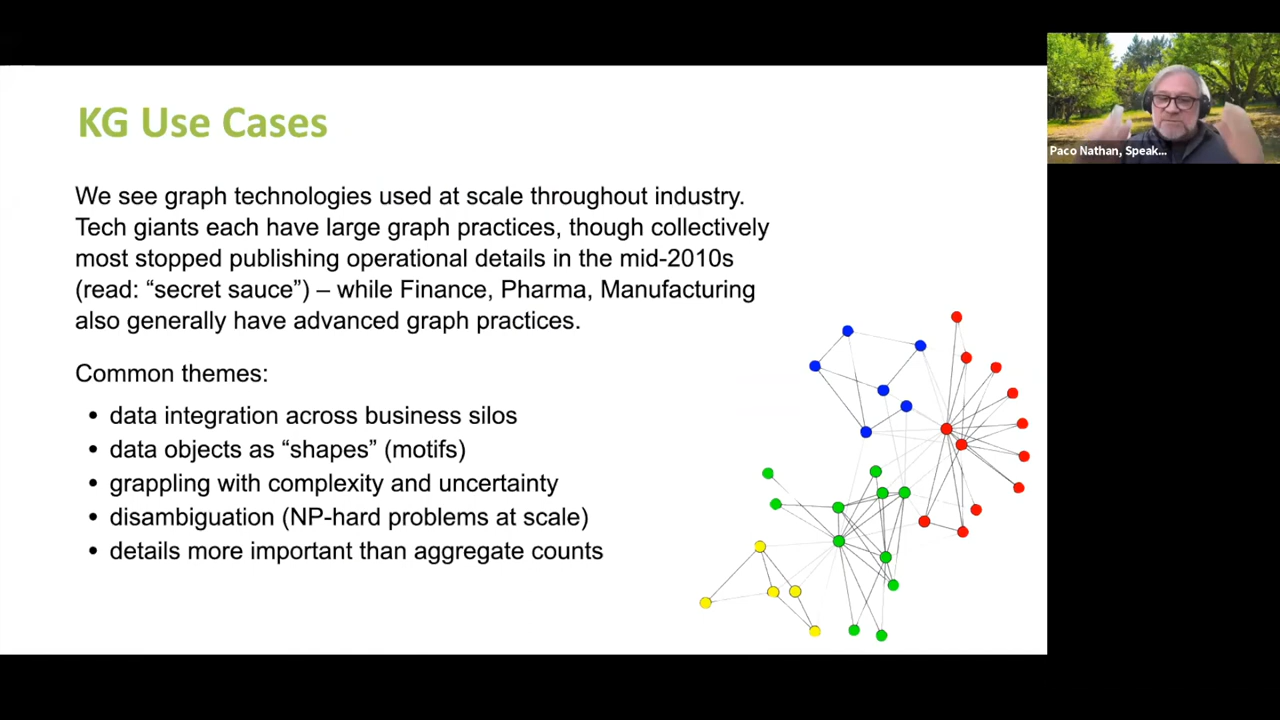 KG Use Cases
We see graph technologies used at scale throughout industry.
Tech giants each have large graph practices, though collectively
most stopped publishing operational details in the mid-2010s
(read: “secret sauce”) – while Finance, Pharma, Manufacturing
also generally have advanced graph practices.
Common themes:
• data integration across business silos
• data objects as “shapes” (motifs)
• grappling with complexity and uncertainty
• disambiguation (NP-hard problems at scale)
• details more important than aggregate counts
Paco Nathan, Speak...